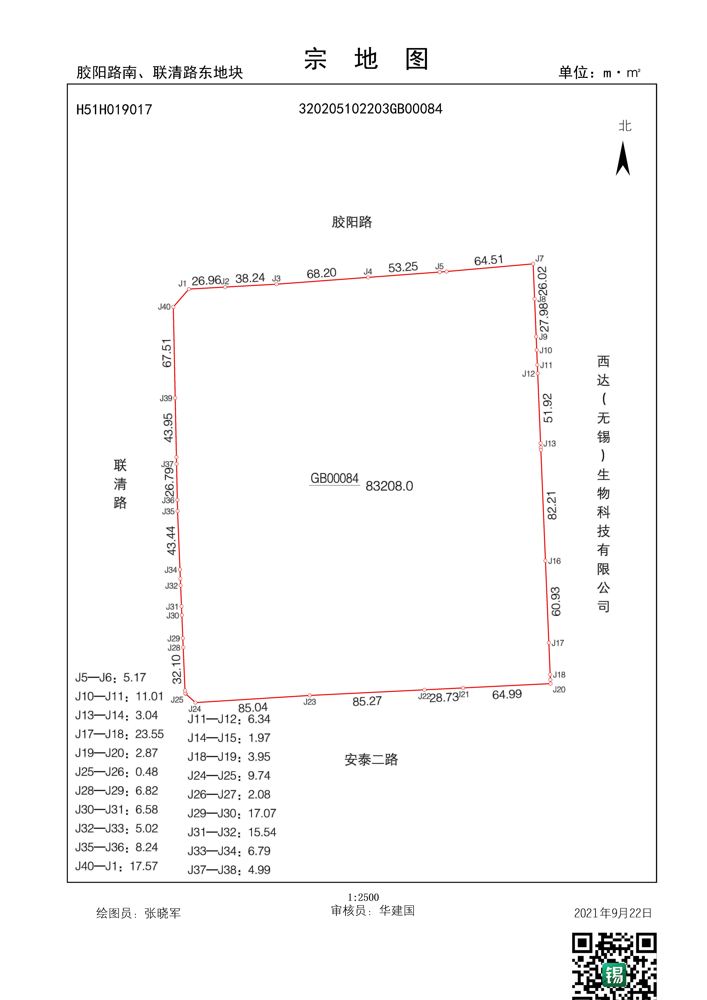 宗 地 图
胶阳路南、联清路东地块
单位：m·㎡
H51H019017
320205102203GB00084
北
胶阳路
J7
64.51
J5
53.25
J4
68.20
J3
38.24
J2
26.96
J1
26.02
J8
J40
27.98
J9
J10
67.51
J11
J12
西达(无锡)生物科技有限公司
J39
51.92
43.95
J13
联清路
J37
26.79
GB00084
83208.0
J36
82.21
J35
43.44
J16
J34
J32
60.93
J31
J30
J29
J17
J28
32.10
J18
J20
J25
J24
85.04
J23
85.27
J22
28.73
J21
64.99
J5—J6：5.17
J10—J11：11.01
J13—J14：3.04
J17—J18：23.55
J19—J20：2.87
J25—J26：0.48
J28—J29：6.82
J30—J31：6.58
J32—J33：5.02
J35—J36：8.24
J40—J1：17.57
J11—J12：6.34
J14—J15：1.97
J18—J19：3.95
J24—J25：9.74
J26—J27：2.08
J29—J30：17.07
J31—J32：15.54
J33—J34：6.79
J37—J38：4.99
安泰二路
1:2500
绘图员：张晓军
审核员：华建国
2021年9月22日
锡